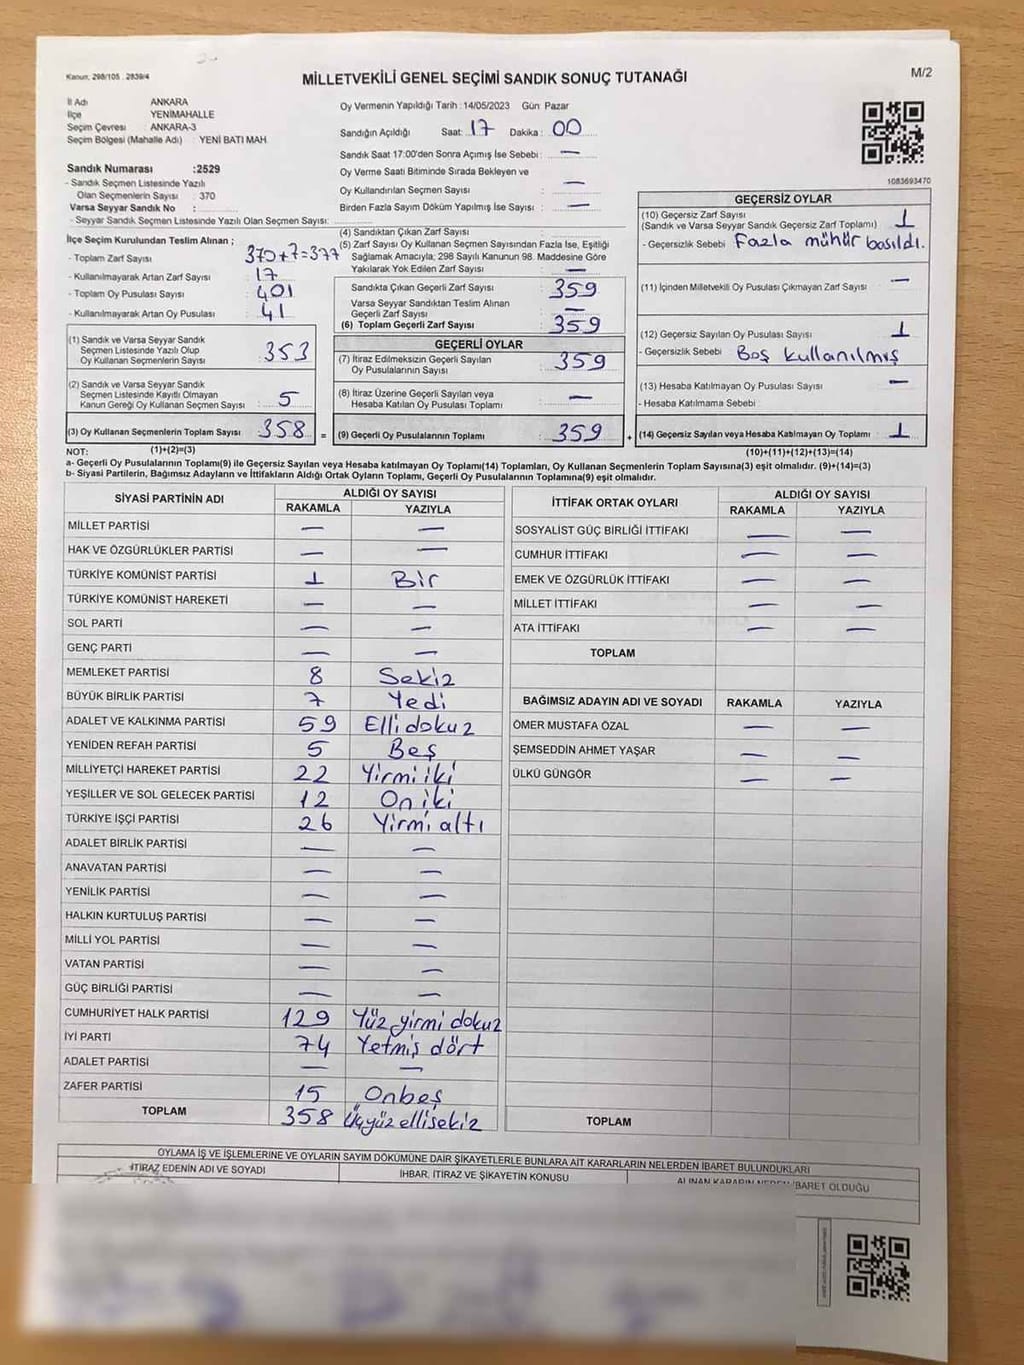 Kanun; 298/105 . 2839/4
MİLLETVEKİLİ GENEL SEÇİMİ SANDIK SONUÇ TUTANAĞI
M/2
İl Adı ANKARA
İlçe YENİMAHALLE
Seçim Çevresi ANKARA-3
Seçim Bölgesi (Mahalle Adı) : YENİ BATI MAH
Oy Vermenin Yapıldığı Tarih : 14/05/2023 Gün: Pazar
Sandığın Açıldığı Saat: 17 Dakika : 00
Sandık Saat 17:00'den Sonra Açımış İse Sebebi : —
Oy Verme Saati Bitiminde Sırada Bekleyen ve
Oy Kullandırılan Seçmen Sayısı : —
Birden Fazla Sayım Döküm Yapılmış İse Sayısı : —
1083693470
Sandık Numarası :2529
- Sandık Seçmen Listesinde Yazılı
Olan Seçmenlerin Sayısı : 370
Varsa Seyyar Sandık No :
- Seyyar Sandık Seçmen Listesinde Yazılı Olan Seçmen Sayısı:
İlçe Seçim Kurulundan Teslim Alınan ;
- Toplam Zarf Sayısı 370+7=377
- Kullanılmayarak Artan Zarf Sayısı : 17
- Toplam Oy Pusulası Sayısı : 401
- Kullanılmayarak Artan Oy Pusulası : 41
(1) Sandık ve Varsa Seyyar Sandık
Seçmen Listesinde Yazılı Olup
Oy Kullanan Seçmenlerin Sayısı : 353
(2) Sandık ve Varsa Seyyar Sandık
Seçmen Listesinde Kayıtlı Olmayan
Kanun Gereği Oy Kullanan Seçmen Sayısı : 5
(3) Oy Kullanan Seçmenlerin Toplam Sayısı : 358
(4) Sandıktan Çıkan Zarf Sayısı :
(5) Zarf Sayısı Oy Kullanan Seçmen Sayısından Fazla İse, Eşitliği
Sağlamak Amacıyla; 298 Sayılı Kanunun 98. Maddesine Göre
Yakılarak Yok Edilen Zarf Sayısı : —
Sandıkta Çıkan Geçerli Zarf Sayısı : 359
Varsa Seyyar Sandıktan Teslim Alınan
Geçerli Zarf Sayısı : —
(6) Toplam Geçerli Zarf Sayısı : 359
GEÇERLİ OYLAR
(7) İtiraz Edilmeksizin Geçerli Sayılan
Oy Pusulalarının Sayısı : 359
(8) İtiraz Üzerine Geçerli Sayılan veya
Hesaba Katılan Oy Pusulası Toplamı : —
= (9) Geçerli Oy Pusulalarının Toplamı : 359 +
GEÇERSİZ OYLAR
(10) Geçersiz Zarf Sayısı : 1
(Sandık ve Varsa Seyyar Sandık Geçersiz Zarf Toplamı)
- Geçersizlik Sebebi : Fazla mühür basıldı.
(11) İçinden Milletvekili Oy Pusulası Çıkmayan Zarf Sayısı : —
(12) Geçersiz Sayılan Oy Pusulası Sayısı : 1
- Geçersizlik Sebebi : Boş kullanılmış
(13) Hesaba Katılmayan Oy Pusulası Sayısı : —
- Hesaba Katılmama Sebebi :
(14) Geçersiz Sayılan veya Hesaba Katılmayan Oy Toplamı : 1
NOT: (1)+(2)=(3) (10)+(11)+(12)+(13)=(14)
a- Geçerli Oy Pusulalarının Toplamı(9) ile Geçersiz Sayılan veya Hesaba katılmayan Oy Toplamı(14) Toplamları, Oy Kullanan Seçmenlerin Toplam Sayısına(3) eşit olmalıdır. (9)+(14)=(3)
b- Siyasi Partilerin, Bağımsız Adayların ve İttifakların Aldığı Ortak Oyların Toplamı, Geçerli Oy Pusulalarının Toplamına(9) eşit olmalıdır.
SİYASİ PARTİNİN ADI ALDIĞI OY SAYISI
RAKAMLA YAZIYLA
MİLLET PARTİSİ — —
HAK VE ÖZGÜRLÜKLER PARTİSİ — —
TÜRKİYE KOMÜNİST PARTİSİ 1 Bir
TÜRKİYE KOMÜNİST HAREKETİ — —
SOL PARTİ — —
GENÇ PARTİ — —
MEMLEKET PARTİSİ 8 Sekiz
BÜYÜK BİRLİK PARTİSİ 7 Yedi
ADALET VE KALKINMA PARTİSİ 59 Elli dokuz
YENİDEN REFAH PARTİSİ 5 Beş
MİLLİYETÇİ HAREKET PARTİSİ 22 Yirmi iki
YEŞİLLER VE SOL GELECEK PARTİSİ 12 On iki
TÜRKİYE İŞÇİ PARTİSİ 26 Yirmi altı
ADALET BİRLİK PARTİSİ — —
ANAVATAN PARTİSİ — —
YENİLİK PARTİSİ — —
HALKIN KURTULUŞ PARTİSİ — —
MİLLİ YOL PARTİSİ — —
VATAN PARTİSİ — —
GÜÇ BİRLİĞİ PARTİSİ — —
CUMHURİYET HALK PARTİSİ 129 Yüz yirmi dokuz
İYİ PARTİ 74 Yetmiş dört
ADALET PARTİSİ — —
ZAFER PARTİSİ 15 Onbeş
TOPLAM 358 Üçyüz ellisekiz
İTTİFAK ORTAK OYLARI ALDIĞI OY SAYISI
RAKAMLA YAZIYLA
SOSYALİST GÜÇ BİRLİĞİ İTTİFAKI — —
CUMHUR İTTİFAKI — —
EMEK VE ÖZGÜRLÜK İTTİFAKI — —
MİLLET İTTİFAKI — —
ATA İTTİFAKI — —
TOPLAM
BAĞIMSIZ ADAYIN ADI VE SOYADI RAKAMLA YAZIYLA
ÖMER MUSTAFA ÖZAL — —
ŞEMSEDDİN AHMET YAŞAR — —
ÜLKÜ GÜNGÖR — —
TOPLAM
OYLAMA İŞ VE İŞLEMLERİNE VE OYLARIN SAYIM DÖKÜMÜNE DAİR ŞİKAYETLERLE BUNLARA AİT KARARLARIN NELERDEN İBARET BULUNDUKLARI
İTİRAZ EDENİN ADI VE SOYADI İHBAR, İTİRAZ VE ŞİKAYETİN KONUSU ALINAN KARARIN NEDEN İBARET OLDUĞU